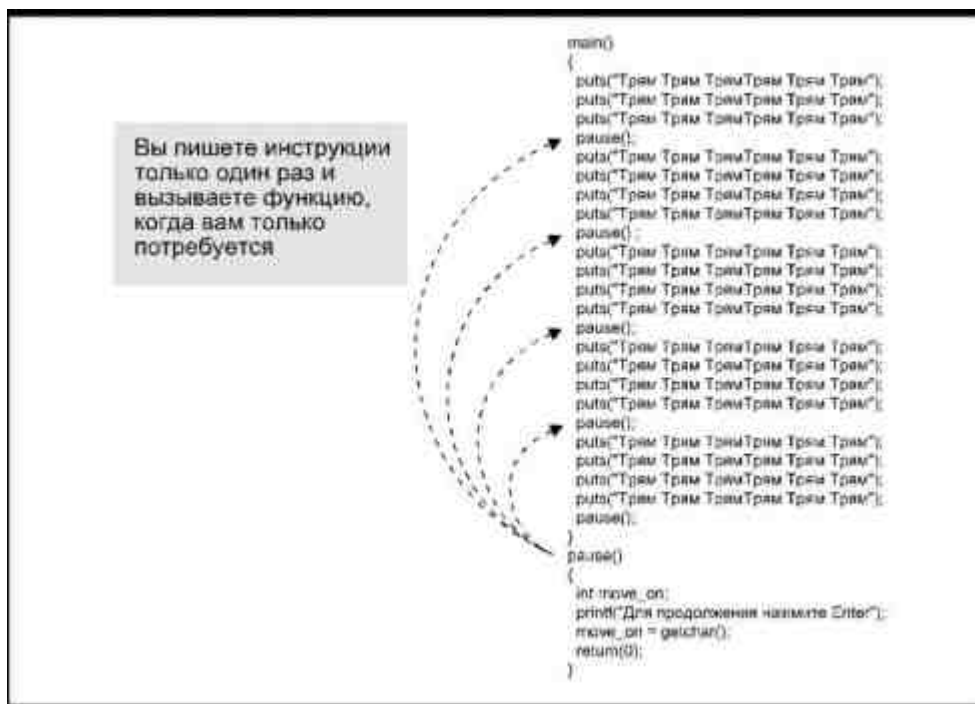 Вы пишете инструкции
только один раз и
вызываете функцию,
когда вам только
потребуется
main()
{
puts("Трям Трям ТрямТрям Трям Трям");
puts("Трям Трям ТрямТрям Трям Трям");
puts("Трям Трям ТрямТрям Трям Трям");
pause();
puts("Трям Трям ТрямТрям Трям Трям");
puts("Трям Трям ТрямТрям Трям Трям");
puts("Трям Трям ТрямТрям Трям Трям");
puts("Трям Трям ТрямТрям Трям Трям");
pause() ;
puts("Трям Трям ТрямТрям Трям Трям");
puts("Трям Трям ТрямТрям Трям Трям");
puts("Трям Трям ТрямТрям Трям Трям");
puts("Трям Трям ТрямТрям Трям Трям");
pause();
puts("Трям Трям ТрямТрям Трям Трям");
puts("Трям Трям ТрямТрям Трям Трям");
puts("Трям Трям ТрямТрям Трям Трям");
puts("Трям Трям ТрямТрям Трям Трям");
pause();
puts("Трям Трям ТрямТрям Трям Трям");
puts("Трям Трям ТрямТрям Трям Трям");
puts("Трям Трям ТрямТрям Трям Трям");
puts("Трям Трям ТрямТрям Трям Трям");
pause();
}
pause()
{
int move_on;
printf("Для продолжения нажмите Enter");
move_on = getchar();
return(0);
}